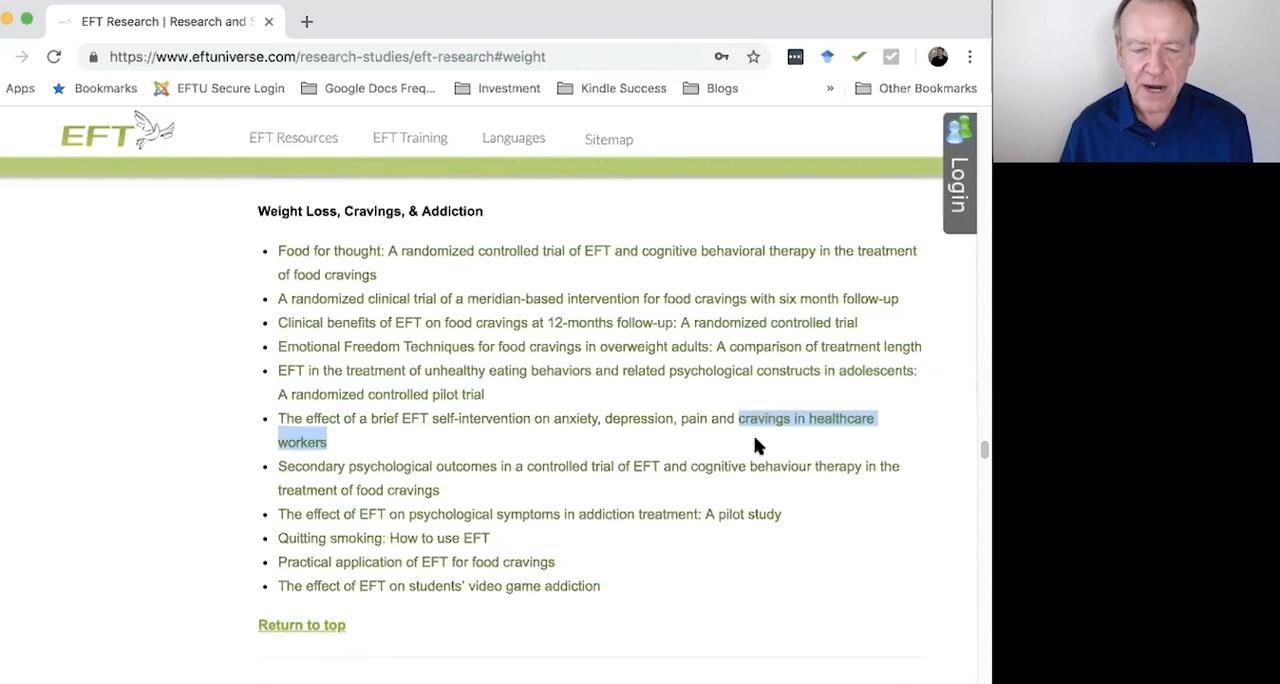 EFT Research | Research and S
https://www.eftuniverse.com/research-studies/eft-research#weight
Apps Bookmarks EFTU Secure Login Google Docs Freq... Investment Kindle Success Blogs » Other Bookmarks
EFT EFT Resources EFT Training Languages Sitemap
Login
Weight Loss, Cravings, & Addiction
• Food for thought: A randomized controlled trial of EFT and cognitive behavioral therapy in the treatment
of food cravings
• A randomized clinical trial of a meridian-based intervention for food cravings with six month follow-up
• Clinical benefits of EFT on food cravings at 12-months follow-up: A randomized controlled trial
• Emotional Freedom Techniques for food cravings in overweight adults: A comparison of treatment length
• EFT in the treatment of unhealthy eating behaviors and related psychological constructs in adolescents:
A randomized controlled pilot trial
• The effect of a brief EFT self-intervention on anxiety, depression, pain and cravings in healthcare
workers
• Secondary psychological outcomes in a controlled trial of EFT and cognitive behaviour therapy in the
treatment of food cravings
• The effect of EFT on psychological symptoms in addiction treatment: A pilot study
• Quitting smoking: How to use EFT
• Practical application of EFT for food cravings
• The effect of EFT on students' video game addiction
Return to top